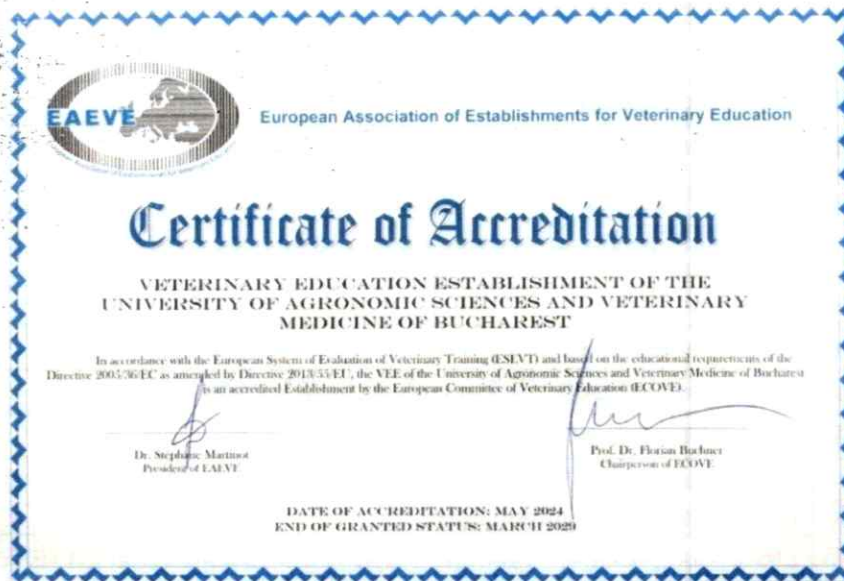 EAEVE
European Association of Establishments for Veterinary Education
Certificate of Accreditation
VETERINARY EDUCATION ESTABLISHMENT OF THE
UNIVERSITY OF AGRONOMIC SCIENCES AND VETERINARY
MEDICINE OF BUCHAREST
In accordance with the European System of Evaluation of Veterinary Training (ESEVT) and based on the educational requirements of the
Directive 2005/36/EC as amended by Directive 2013/55/EU, the VEE of the University of Agronomic Sciences and Veterinary Medicine of Bucharest
is an accredited Establishment by the European Committee of Veterinary Education (ECOVE).
Dr. Stephane Martinot
President of EAEVE
Prof. Dr. Florian Buchner
Chairperson of ECOVE
DATE OF ACCREDITATION: MAY 2024
END OF GRANTED STATUS: MARCH 2029